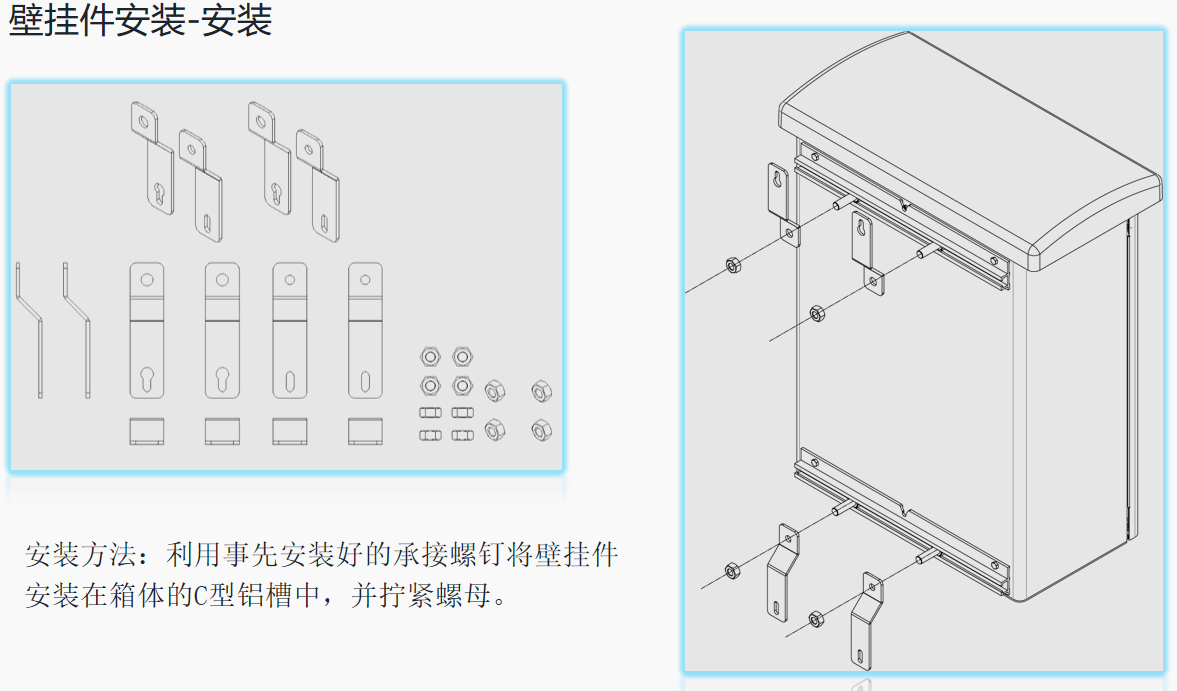 壁挂件安装-安装
安装方法：利用事先安装好的承接螺钉将壁挂件
安装在箱体的C型铝槽中，并拧紧螺母。